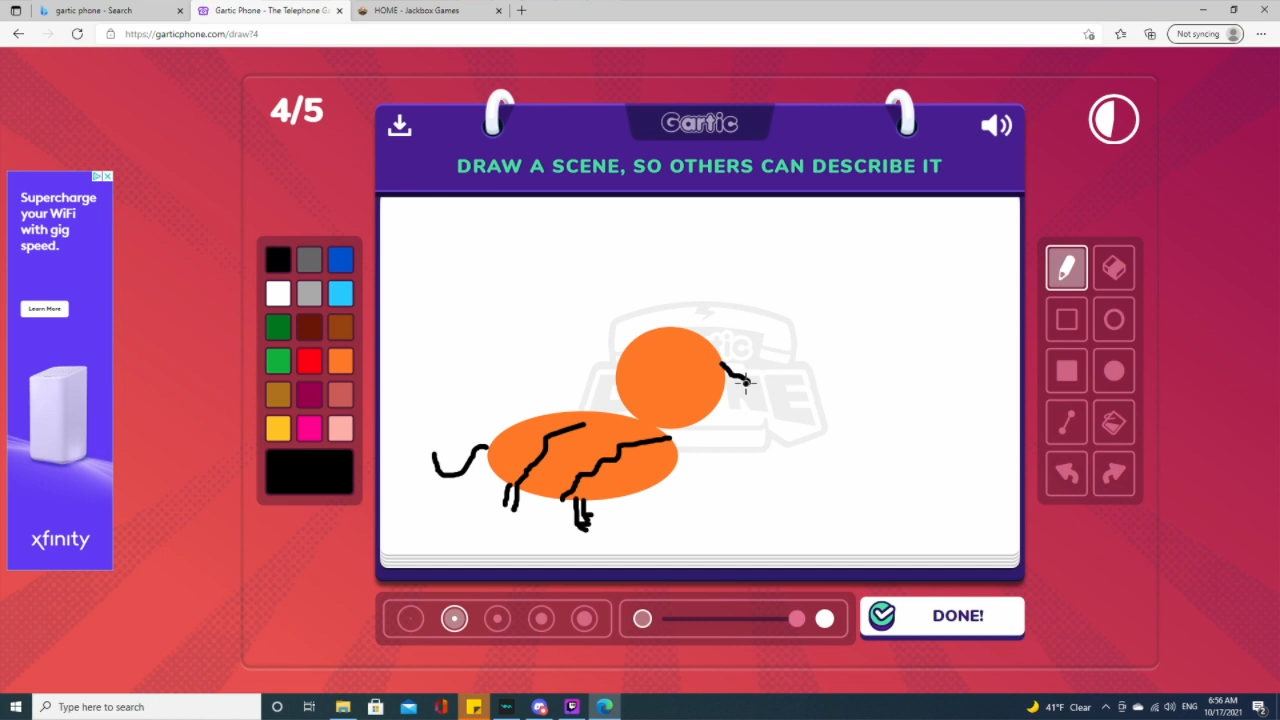 gartic phone - Search
Gartic Phone - The Telephone G
HOME - Jackbox Games
https://garticphone.com/draw?4
Not syncing
4/5
Gartic
DRAW A SCENE, SO OTHERS CAN DESCRIBE IT
Supercharge
your WiFi
with gig
speed.
Learn More
xfinity
DONE!
Type here to search
41°F Clear
ENG
6:56 AM
10/17/2021
2